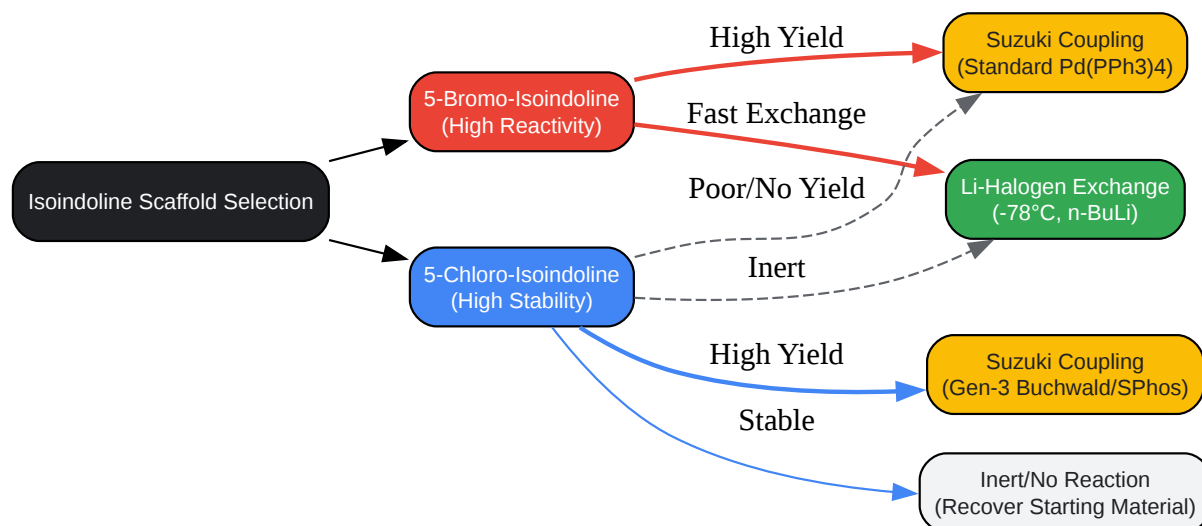 Isoindoline Scaffold Selection
5-Bromo-Isoindoline
(High Reactivity)
5-Chloro-Isoindoline
(High Stability)
High Yield
Fast Exchange
Poor/No Yield
Inert
High Yield
Stable
Suzuki Coupling
(Standard Pd(PPh3)4)
Li-Halogen Exchange
(-78°C, n-BuLi)
Suzuki Coupling
(Gen-3 Buchwald/SPhos)
Inert/No Reaction
(Recover Starting Material)